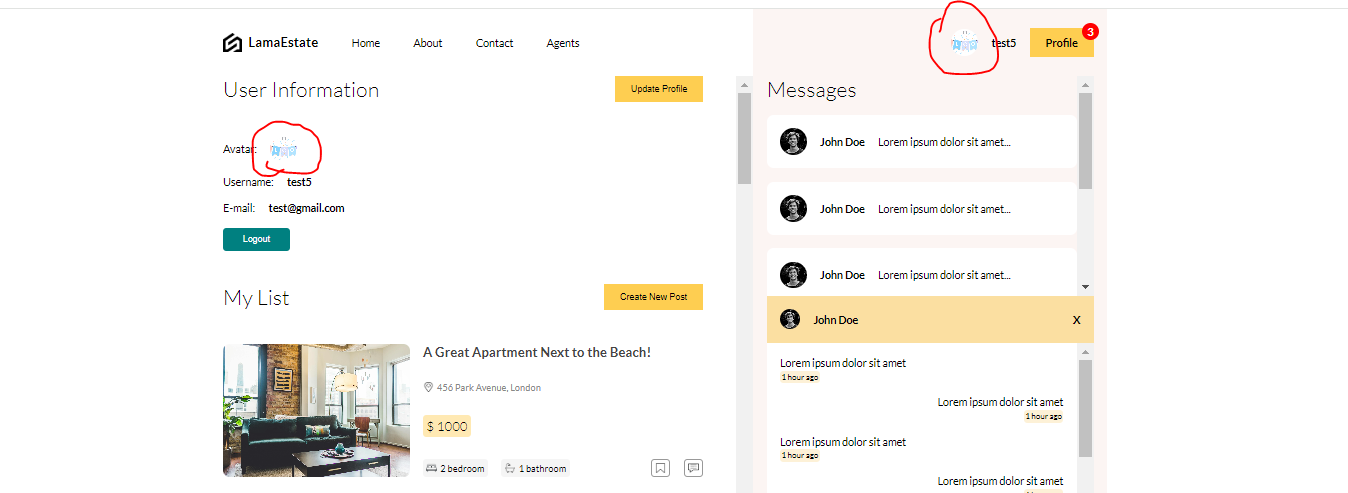 LamaEstate Home About Contact Agents
test5 Profile 3
User Information Update Profile
Avatar:
Username: test5
E-mail: test@gmail.com
Logout
My List Create New Post
A Great Apartment Next to the Beach!
456 Park Avenue, London
$ 1000
2 bedroom 1 bathroom
Messages
John Doe Lorem ipsum dolor sit amet...
John Doe Lorem ipsum dolor sit amet...
John Doe Lorem ipsum dolor sit amet...
John Doe X
Lorem ipsum dolor sit amet
1 hour ago
Lorem ipsum dolor sit amet
1 hour ago
Lorem ipsum dolor sit amet
1 hour ago
Lorem ipsum dolor sit amet